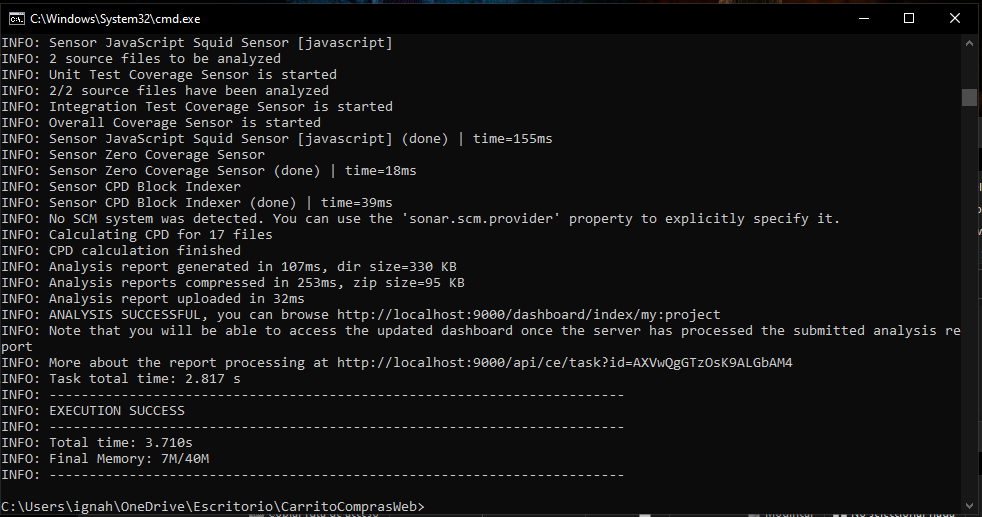 C:\Windows\System32\cmd.exe
INFO: Sensor JavaScript Squid Sensor [javascript]
INFO: 2 source files to be analyzed
INFO: Unit Test Coverage Sensor is started
INFO: 2/2 source files have been analyzed
INFO: Integration Test Coverage Sensor is started
INFO: Overall Coverage Sensor is started
INFO: Sensor JavaScript Squid Sensor [javascript] (done) | time=155ms
INFO: Sensor Zero Coverage Sensor
INFO: Sensor Zero Coverage Sensor (done) | time=18ms
INFO: Sensor CPD Block Indexer
INFO: Sensor CPD Block Indexer (done) | time=39ms
INFO: No SCM system was detected. You can use the 'sonar.scm.provider' property to explicitly specify it.
INFO: Calculating CPD for 17 files
INFO: CPD calculation finished
INFO: Analysis report generated in 107ms, dir size=330 KB
INFO: Analysis reports compressed in 253ms, zip size=95 KB
INFO: Analysis report uploaded in 32ms
INFO: ANALYSIS SUCCESSFUL, you can browse http://localhost:9000/dashboard/index/my:project
INFO: Note that you will be able to access the updated dashboard once the server has processed the submitted analysis re
port
INFO: More about the report processing at http://localhost:9000/api/ce/task?id=AXVwQgGTzOsK9ALGbAM4
INFO: Task total time: 2.817 s
INFO: ------------------------------------------------------------------------
INFO: EXECUTION SUCCESS
INFO: ------------------------------------------------------------------------
INFO: Total time: 3.710s
INFO: Final Memory: 7M/40M
INFO: ------------------------------------------------------------------------
C:\Users\ignah\OneDrive\Escritorio\CarritoComprasWeb>